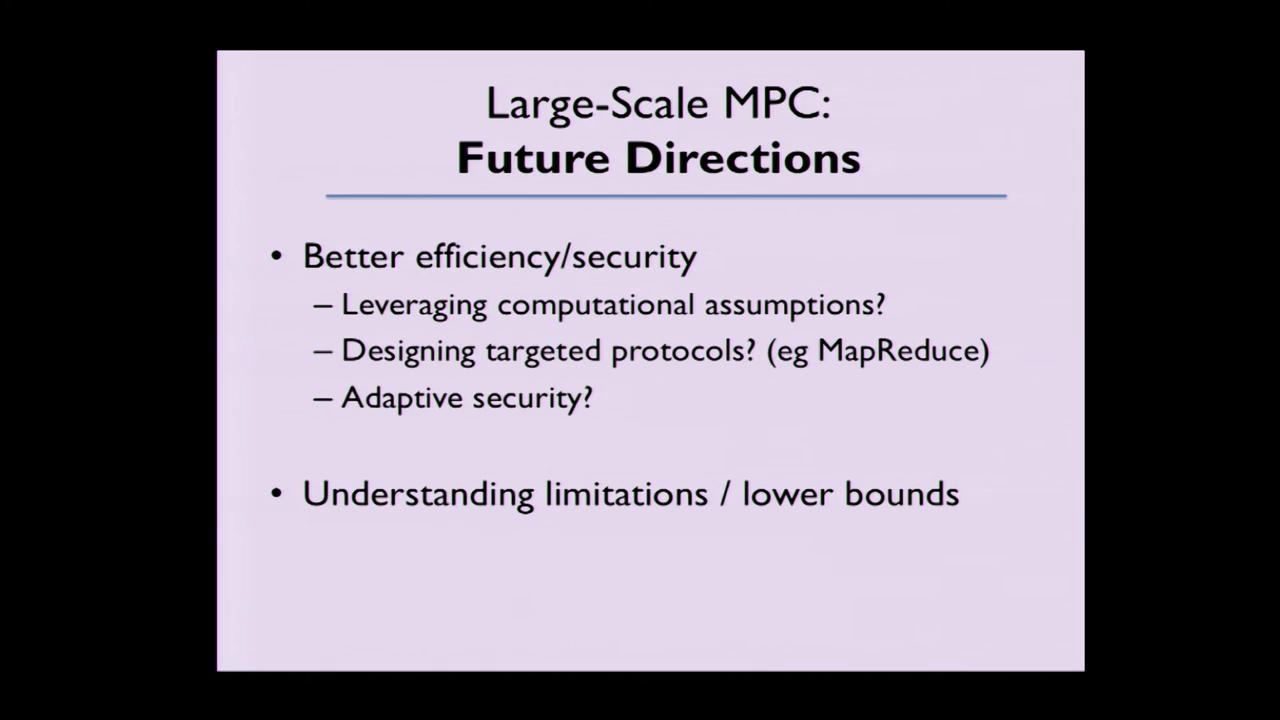 Large-Scale MPC:
Future Directions
• Better efficiency/security
– Leveraging computational assumptions?
– Designing targeted protocols? (eg MapReduce)
– Adaptive security?
• Understanding limitations / lower bounds